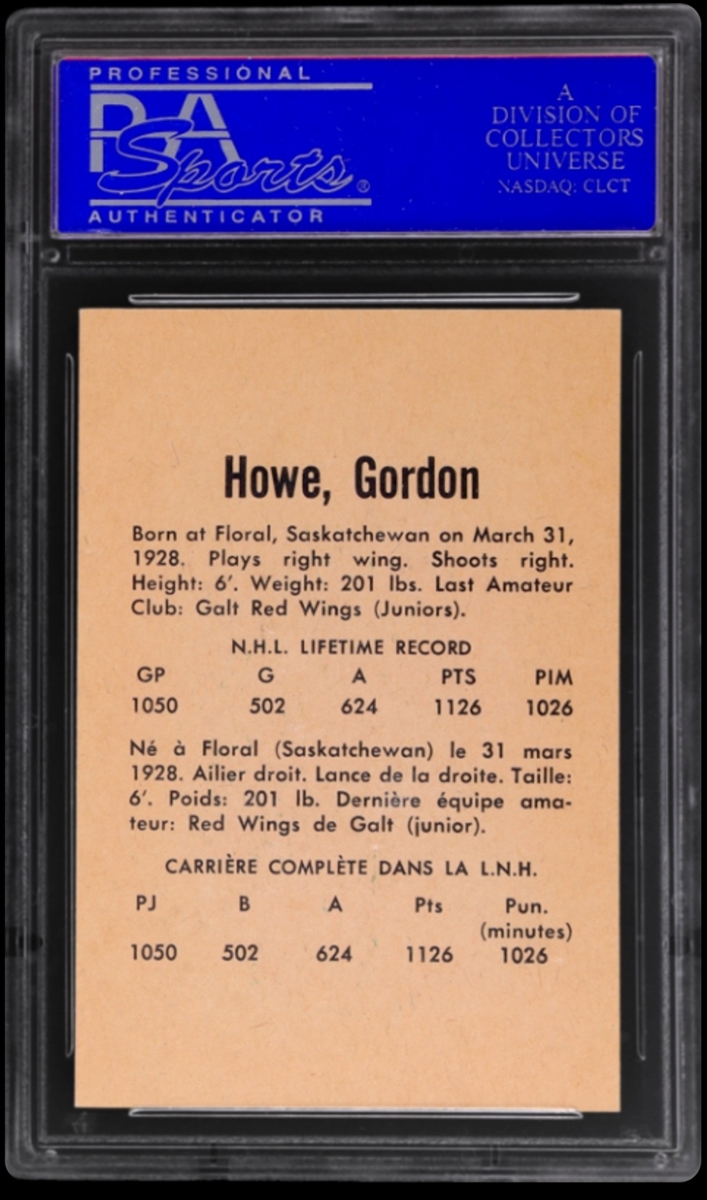 PROFESSIONAL
PSA
Sports®
AUTHENTICATOR
A
DIVISION OF
COLLECTORS
UNIVERSE
NASDAQ: CLCT
Howe, Gordon
Born at Floral, Saskatchewan on March 31,
1928. Plays right wing. Shoots right.
Height: 6'. Weight: 201 lbs. Last Amateur
Club: Galt Red Wings (Juniors).
N.H.L. LIFETIME RECORD
GP G A PTS PIM
1050 502 624 1126 1026
Né à Floral (Saskatchewan) le 31 mars
1928. Ailier droit. Lance de la droite. Taille:
6'. Poids: 201 lb. Dernière équipe ama-
teur: Red Wings de Galt (junior).
CARRIÈRE COMPLÈTE DANS LA L.N.H.
PJ B A Pts Pun.
(minutes)
1050 502 624 1126 1026